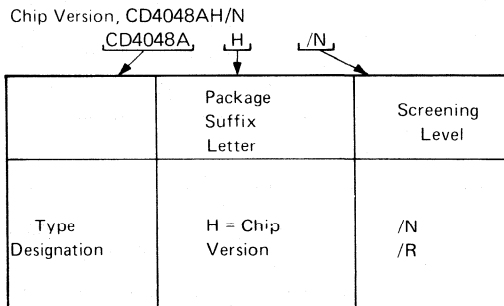 Chip Version, CD4048AH/N
CD4048A H /N
Package
Suffix
Letter
Screening
Level
Type
Designation
H = Chip
Version
/N
/R